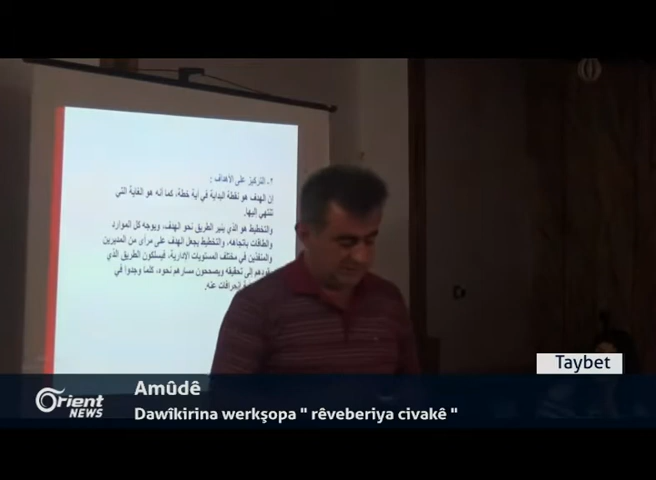 ٢- التركيز على الأهداف :
إن الهدف هو نقطة البداية في أية خطة، كما أنه هو الغاية التي
تنتهي إليها.
والتخطيط هو الذي ينير الطريق نحو الهدف، ويوجه كل الموارد
والطاقات باتجاهه، والتخطيط يجعل الهدف على مرأى من المديرين
والمنفذين في مختلف المستويات الإدارية، فيسلكون الطريق الذي
يقودهم إلى تحقيقه ويصححون مسارهم نحوه، كلما وجدوا في
انحرافات عنه.
Taybet
Orient NEWS
Amûdê
Dawîkirina werkşopa " rêveberiya civakê "